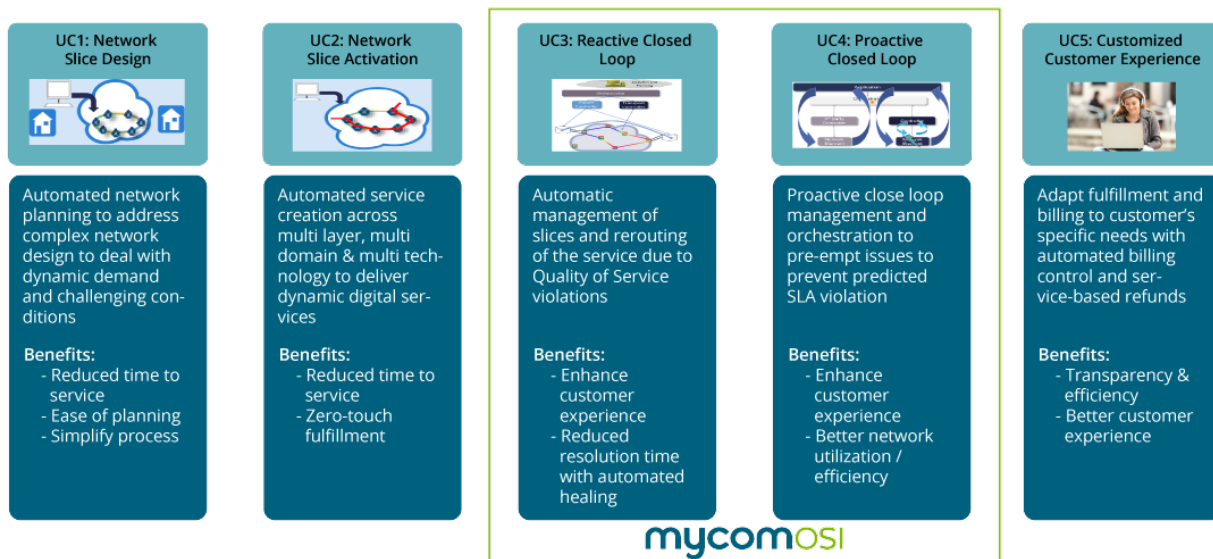 UC1: Network
Slice Design
Automated network
planning to address
complex network
design to deal with
dynamic demand
and challenging con-
ditions
Benefits:
- Reduced time to
service
- Ease of planning
- Simplify process
UC2: Network
Slice Activation
Automated service
creation across
multi layer, multi
domain & multi tech-
nology to deliver
dynamic digital ser-
vices
Benefits:
- Reduced time to
service
- Zero-touch
fulfillment
UC3: Reactive Closed
Loop
Automatic
management of
slices and rerouting
of the service due to
Quality of Service
violations
Benefits:
- Enhance
customer
experience
- Reduced
resolution time
with automated
healing
UC4: Proactive
Closed Loop
Proactive close loop
management and
orchestration to
pre-empt issues to
prevent predicted
SLA violation
Benefits:
- Enhance
customer
experience
- Better network
utilization /
efficiency
UC5: Customized
Customer Experience
Adapt fulfillment and
billing to customer’s
specific needs with
automated billing
control and ser-
vice-based refunds
Benefits:
- Transparency &
efficiency
- Better customer
experience
mycomOSI